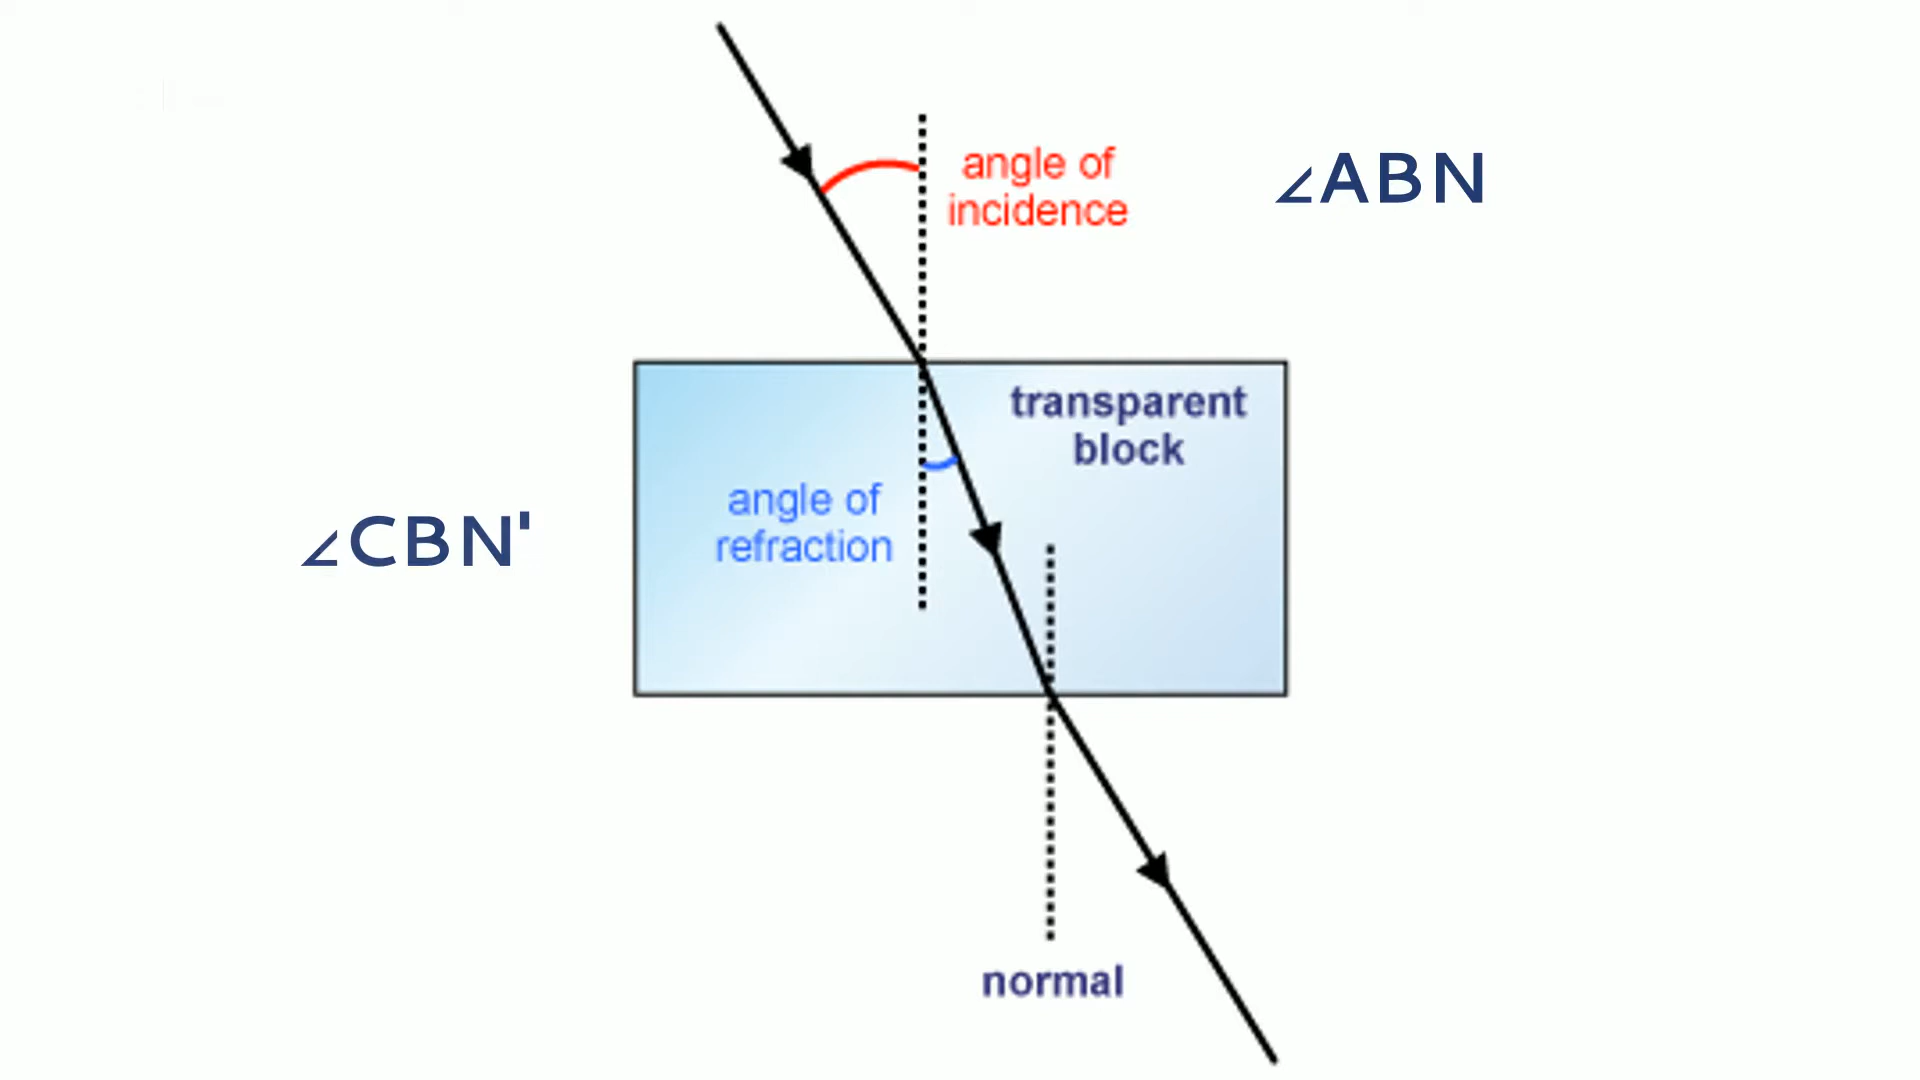 angle of
incidence
∠ABN
transparent
block
angle of
refraction
∠CBN'
normal